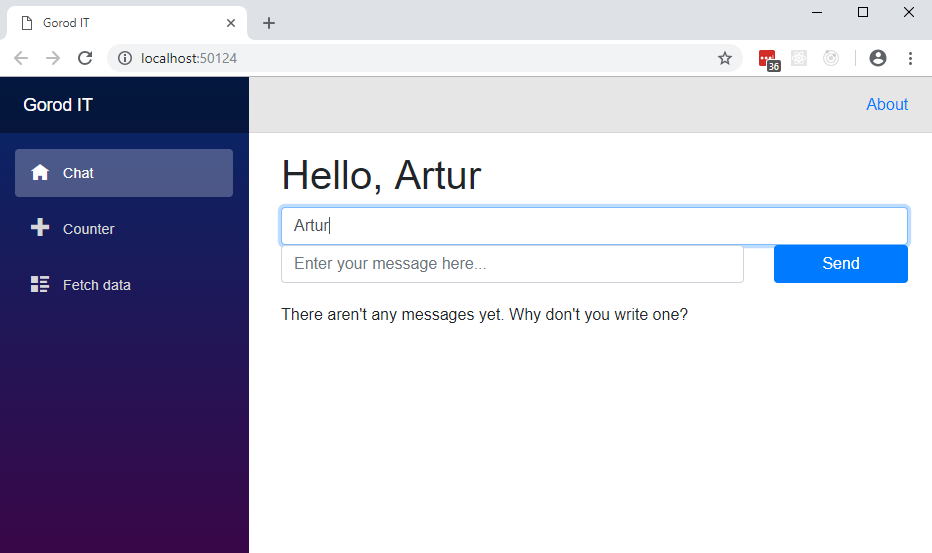 Gorod IT
localhost:50124
36
Gorod IT
About
Chat
Counter
Fetch data
Hello, Artur
Artur
Enter your message here...
Send
There aren't any messages yet. Why don't you write one?